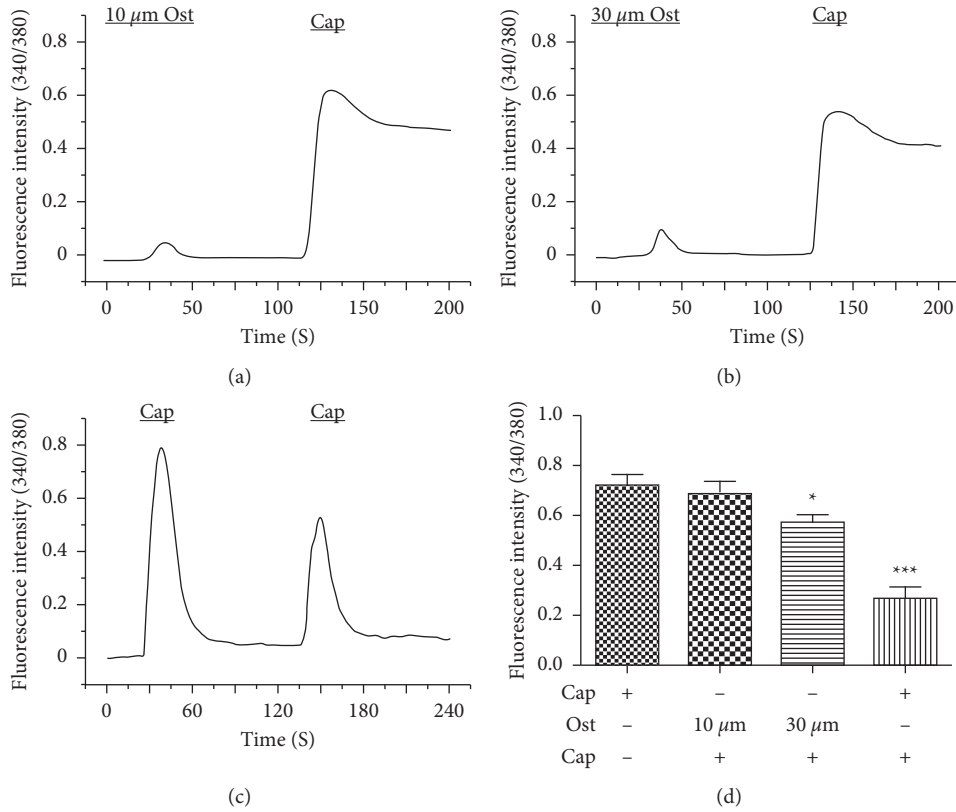 10 µm Ost
Cap
Fluorescence intensity (340/380)
0.8
0.6
0.4
0.2
0
0 50 100 150 200
Time (S)
(a)
30 µm Ost
Cap
Fluorescence intensity (340/380)
0.8
0.6
0.4
0.2
0
0 50 100 150 200
Time (S)
(b)
Cap
Cap
Fluorescence intensity (340/380)
0.8
0.6
0.4
0.2
0
0 60 120 180 240
Time (S)
(c)
Fluorescence intensity (340/380)
1.0
0.8
0.6
0.4
0.2
0.0
*
***
Cap + – – +
Ost – 10 µm 30 µm –
Cap – + + +
(d)